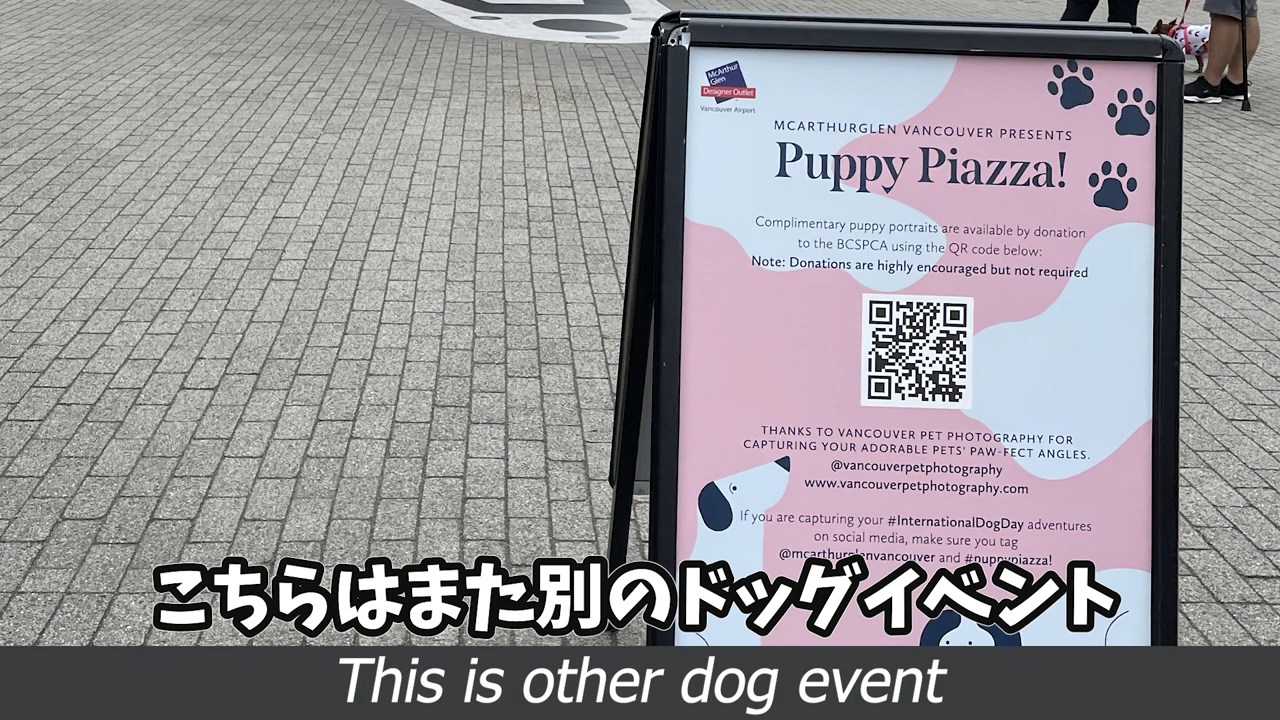 McArthur
Glen
Designer Outlet
Vancouver Airport
MCARTHURGLEN VANCOUVER PRESENTS
Puppy Piazza!
Complimentary puppy portraits are available by donation
to the BCSPCA using the QR code below:
Note: Donations are highly encouraged but not required
THANKS TO VANCOUVER PET PHOTOGRAPHY FOR
CAPTURING YOUR ADORABLE PETS' PAW-FECT ANGLES.
@vancouverpetphotography
www.vancouverpetphotography.com
If you are capturing your #InternationalDogDay adventures
on social media, make sure you tag
@mcarthurglenvancouver and #puppypiazza!
こちらはまた別のドッグイベント
This is other dog event